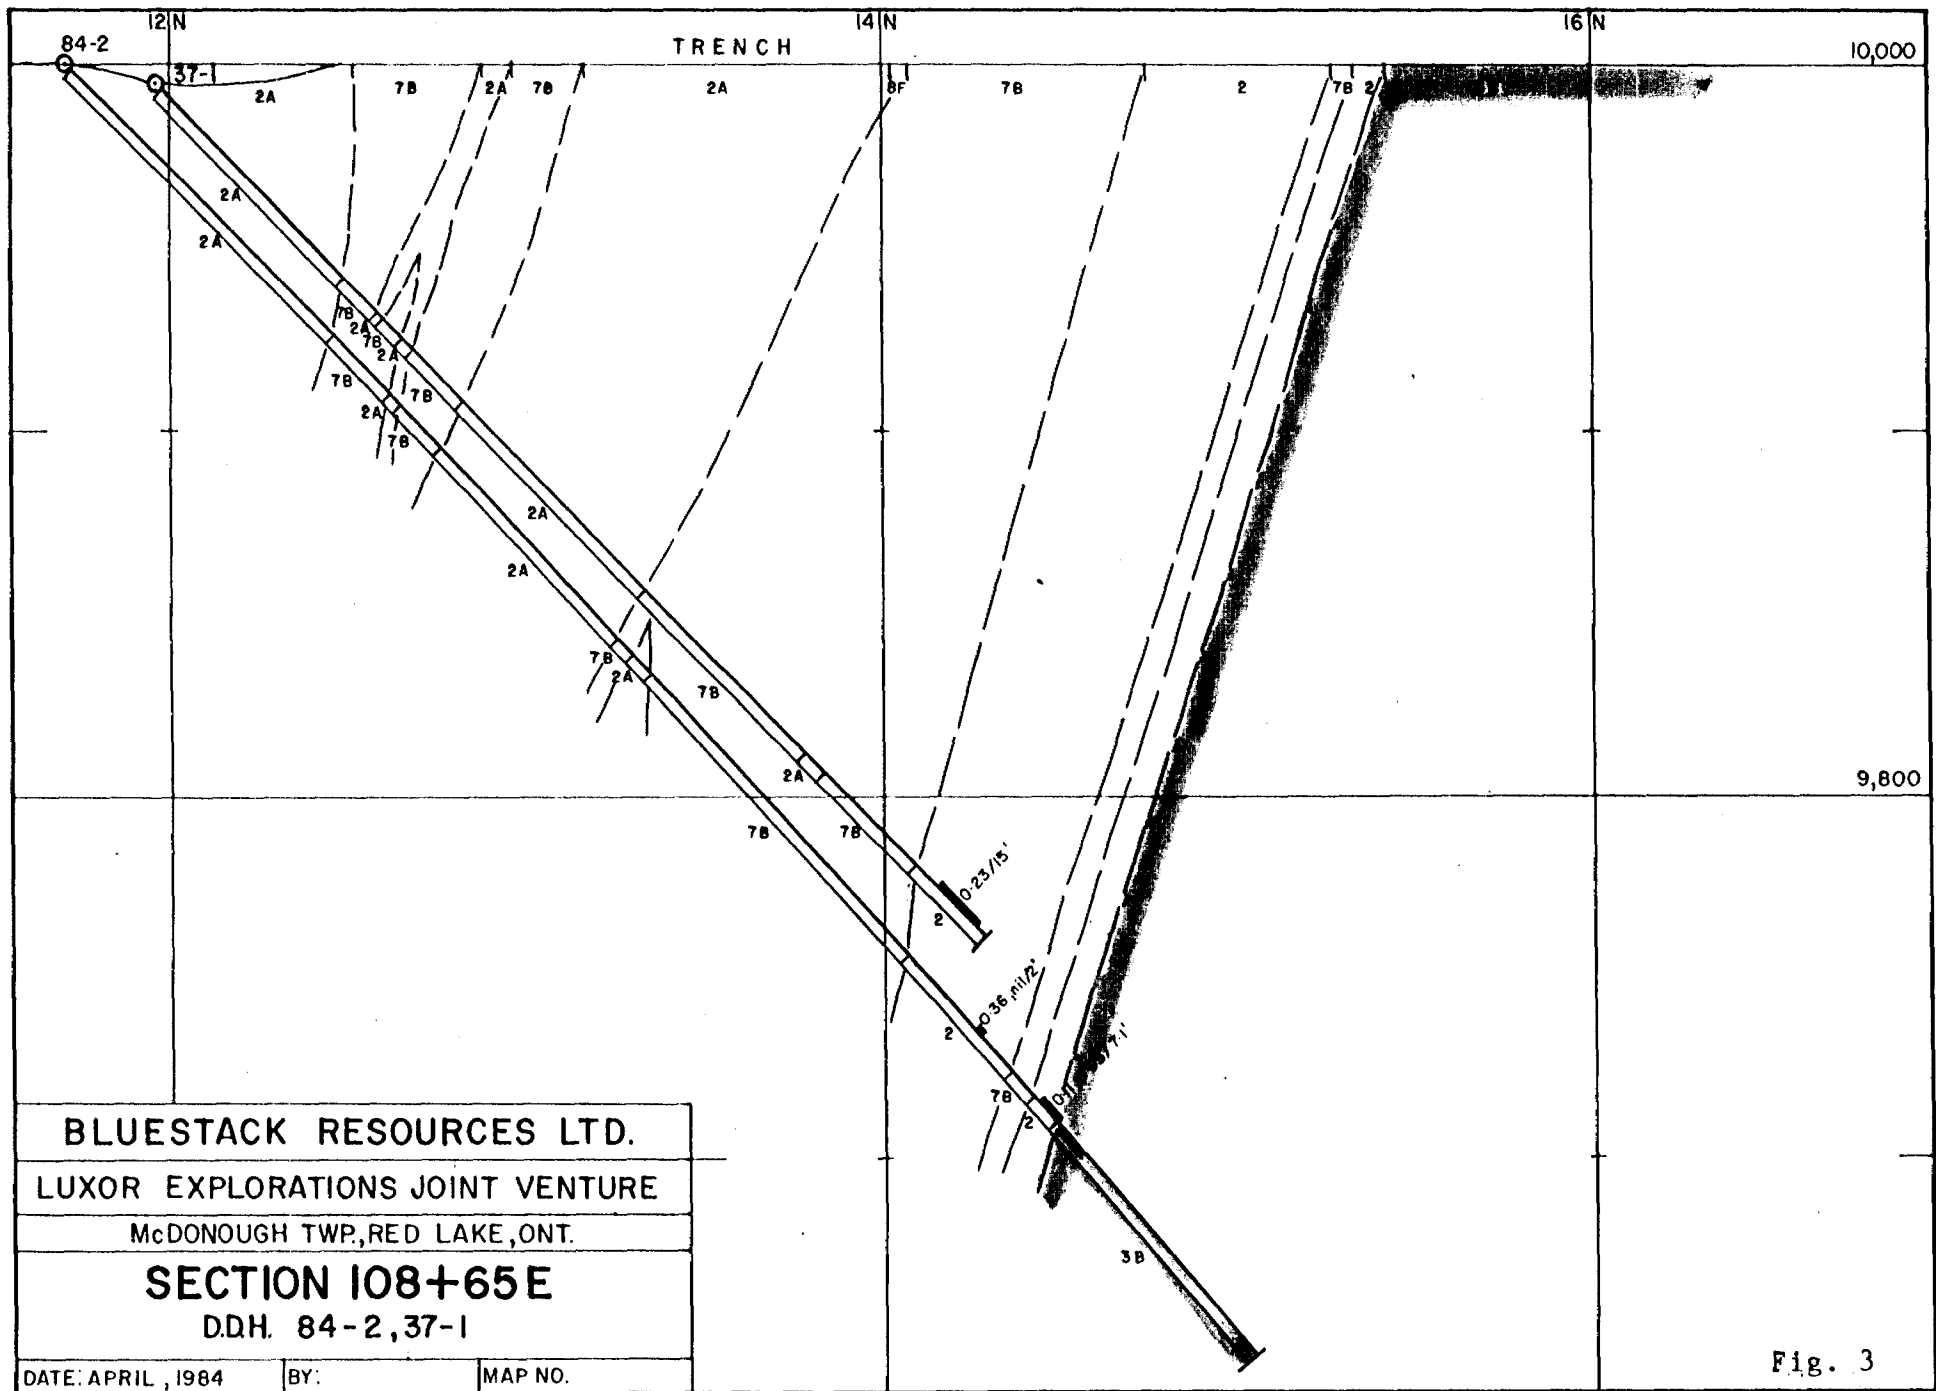 12 N
14 N
16 N
84-2
TRENCH
10,000
37-1
2A
7B
2A
7B
2A
8F
7B
2
7B
2
2A
2A
7B
2A
7B
2A
7B
7B
2A
7B
2A
2A
7B
2A
7B
2A
9,800
7B
7B
0.23/15'
2
0.36,nil/2'
2
7B
2
3B
BLUESTACK RESOURCES LTD.
LUXOR EXPLORATIONS JOINT VENTURE
McDONOUGH TWP., RED LAKE, ONT.
SECTION 108+65E
D.D.H. 84-2, 37-1
DATE: APRIL, 1984 BY: MAP NO.
Fig. 3